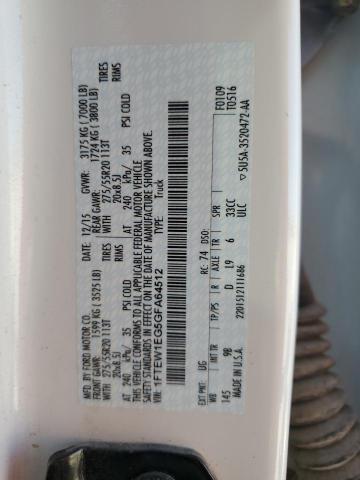 MFD. BY FORD MOTOR CO. DATE: 12/15 GVWR: 3175 KG ( 7000 LB)
FRONT GAWR: 1599 KG ( 3525 LB) REAR GAWR: 1724 KG ( 3800 LB)
WITH 275/55R20 113T TIRES WITH 275/55R20 113T TIRES
20x8.5J RIMS 20x8.5J RIMS
AT 240 kPa/ 35 PSI COLD AT 240 kPa/ 35 PSI COLD
THIS VEHICLE CONFORMS TO ALL APPLICABLE FEDERAL MOTOR VEHICLE
SAFETY STANDARDS IN EFFECT ON THE DATE OF MANUFACTURE SHOWN ABOVE.
VIN: 1FTEW1EG5GFA64512 TYPE: Truck
F0109
T0516
EXT PNT: UG RC: 74 DSO:
WB INT TR TP/PS R AXLE TR SPR
145 9B D L9 6 33CC
MADE IN U.S.A. ULC
2201512111686
5U5A-3520472-AA